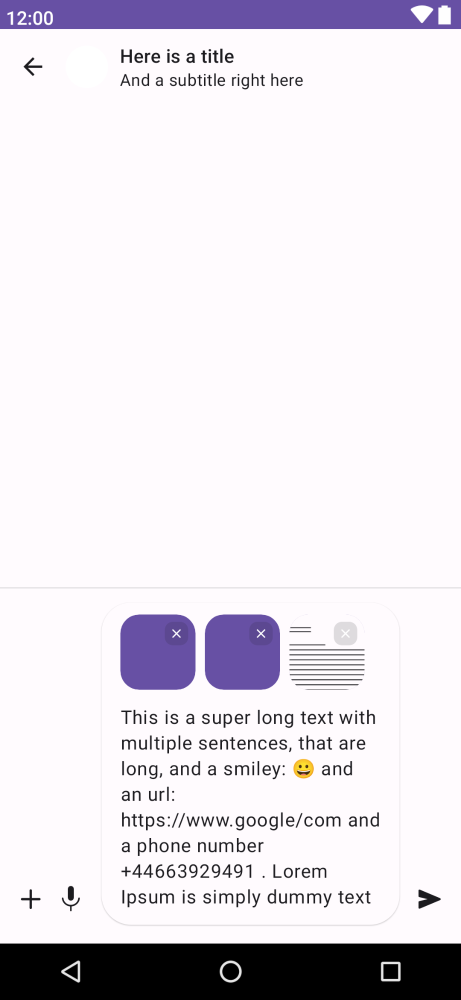 12:00
Here is a title
And a subtitle right here
This is a super long text with
multiple sentences, that are
long, and a smiley: 😀 and
an url:
https://www.google/com and
a phone number
+44663929491 . Lorem
Ipsum is simply dummy text